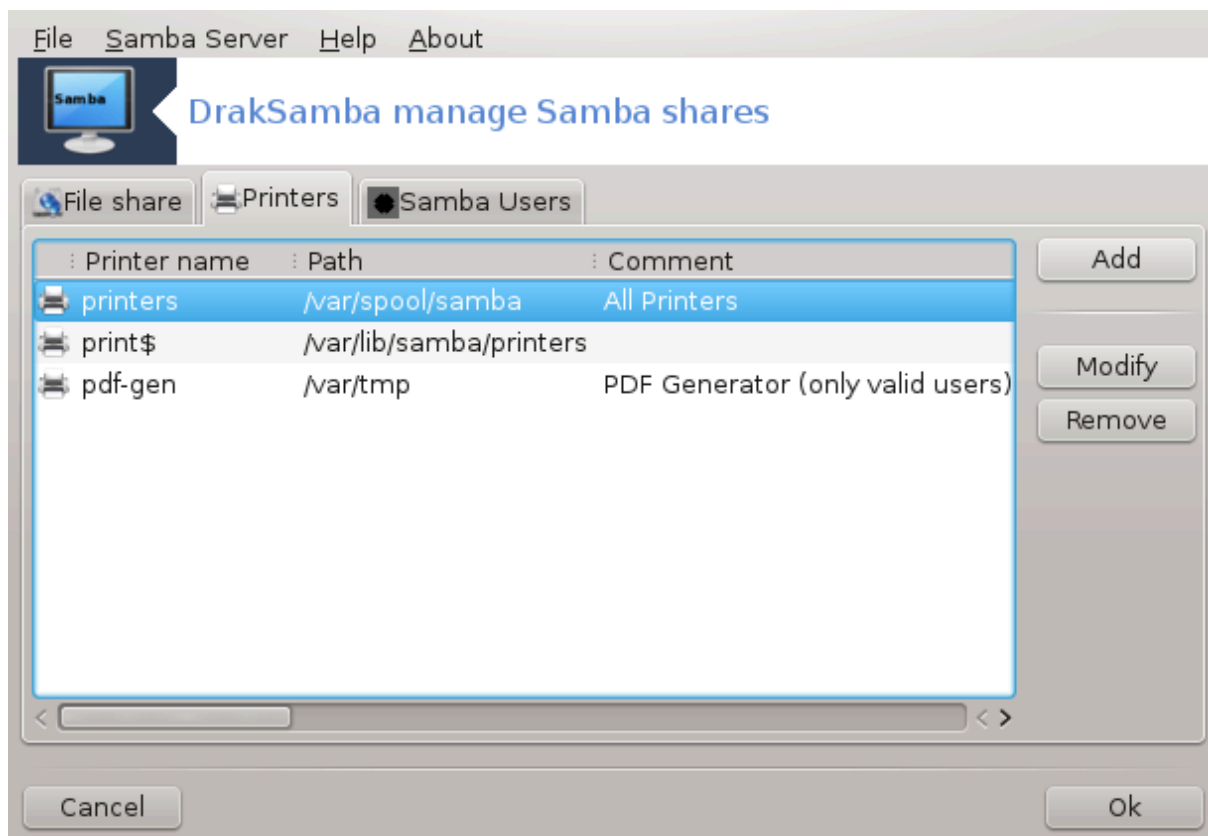 File Samba Server Help About
Samba
DrakSamba manage Samba shares
File share Printers Samba Users
Printer name Path Comment
printers /var/spool/samba All Printers
print$ /var/lib/samba/printers
pdf-gen /var/tmp PDF Generator (only valid users)
Add
Modify
Remove
Cancel Ok